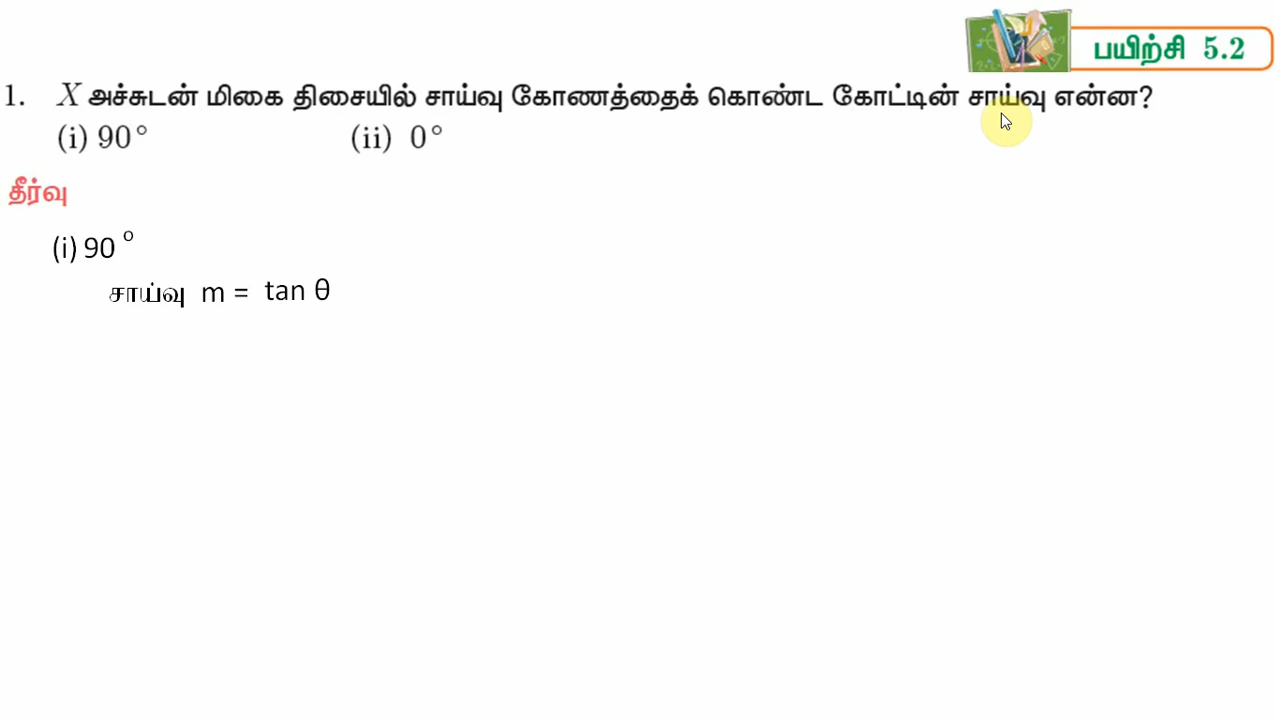 பயிற்சி 5.2
1. X அச்சுடன் மிகை திசையில் சாய்வு கோணத்தைக் கொண்ட கோட்டின் சாய்வு என்ன?
(i) 90° (ii) 0°
தீர்வு
(i) 90°
சாய்வு m = tan θ